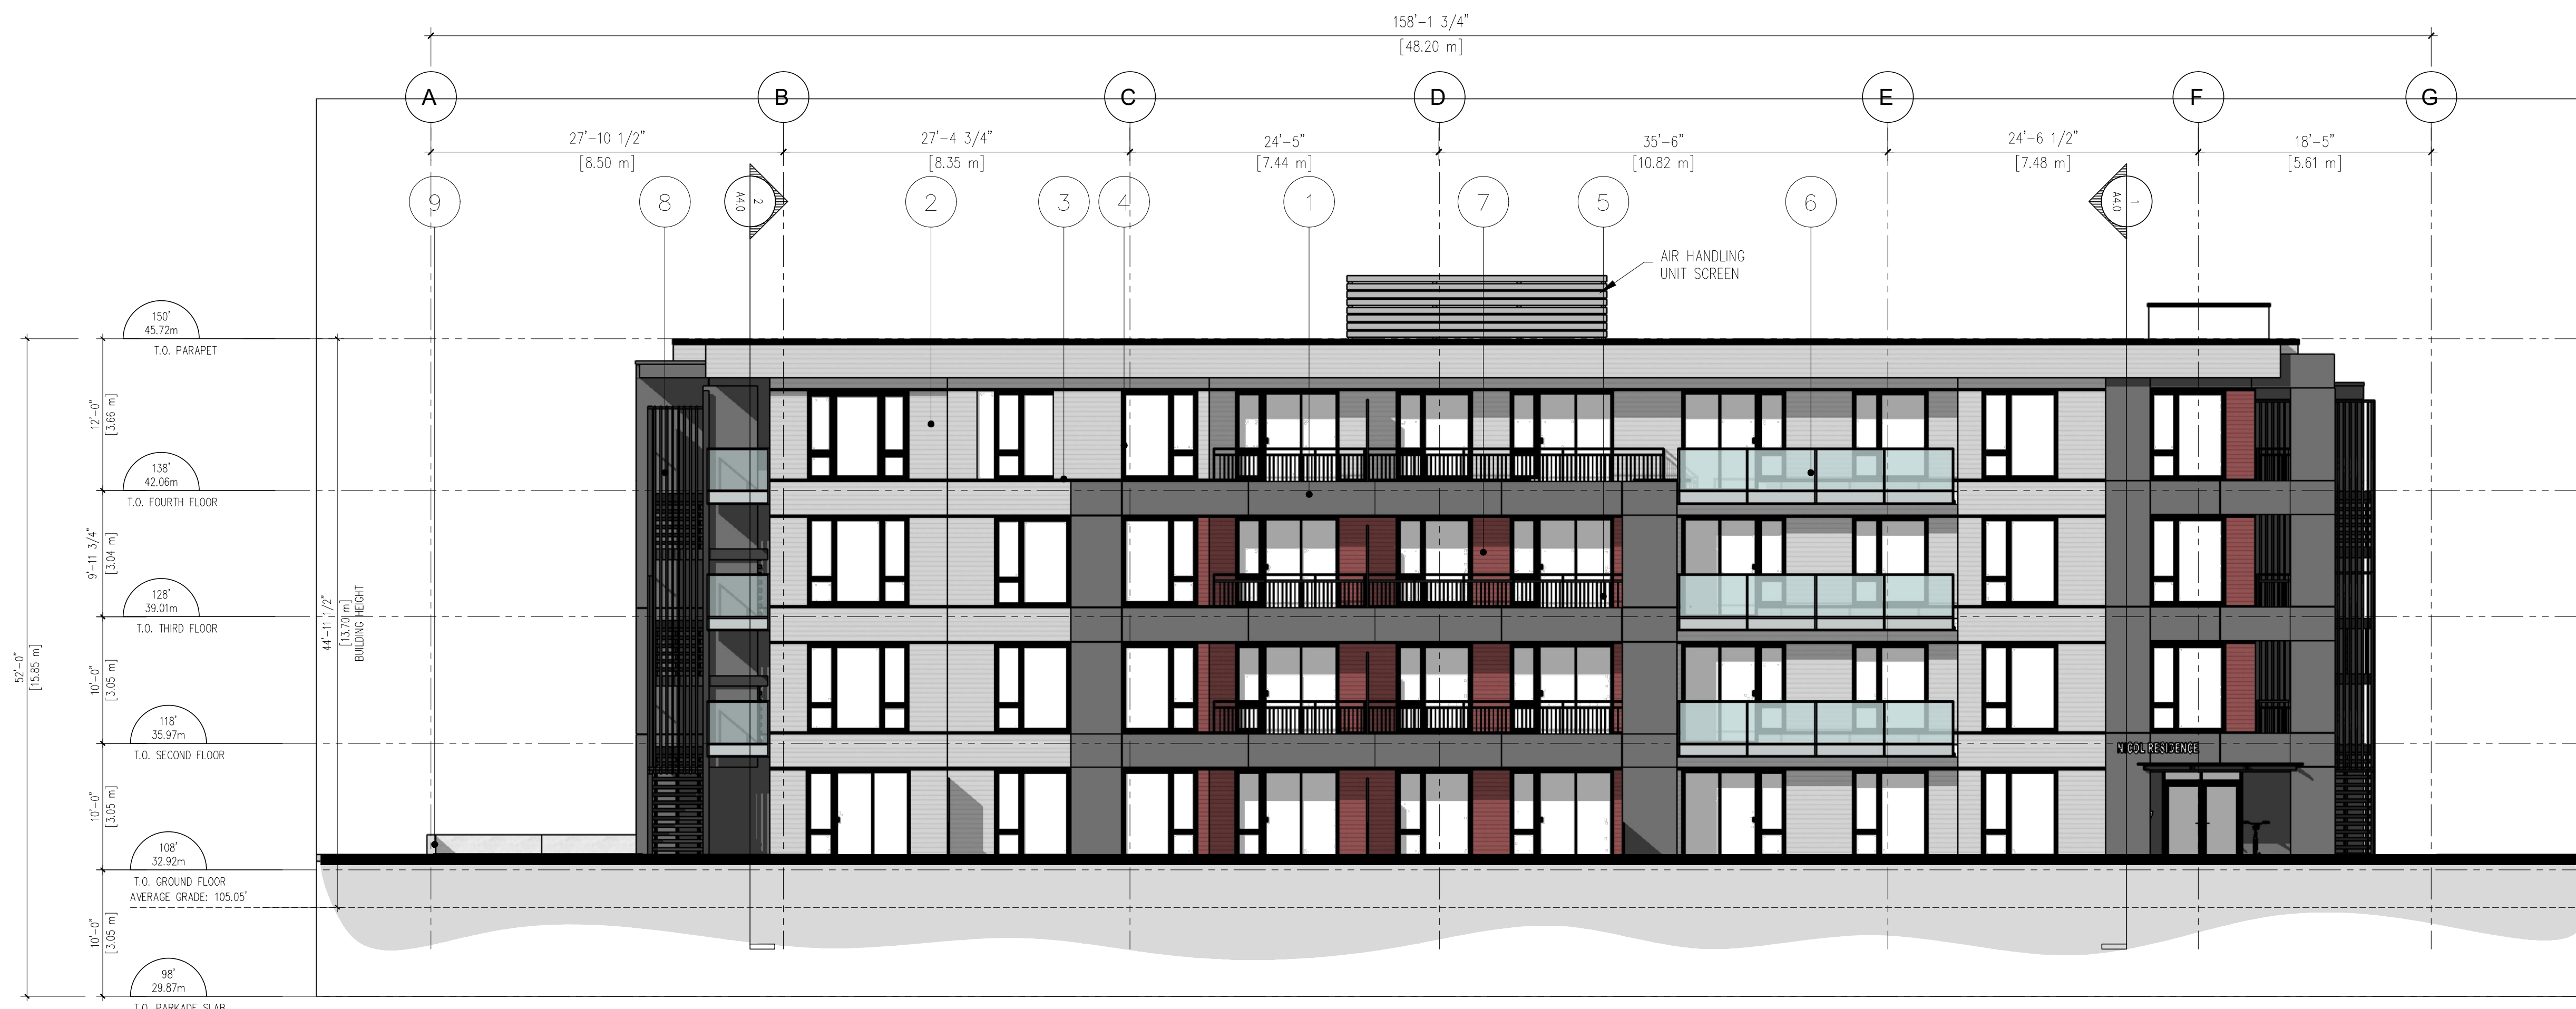 158'-1 3/4"
[48.20 m]
A
B
C
D
E
F
G
27'-10 1/2"
[8.50 m]
27'-4 3/4"
[8.35 m]
24'-5"
[7.44 m]
35'-6"
[10.82 m]
24'-6 1/2"
[7.48 m]
18'-5"
[5.61 m]
9
8
2
A4.0
2
3
4
1
7
5
6
1
A4.0
AIR HANDLING
UNIT SCREEN
150'
45.72m
T.O. PARAPET
12'-0"
[3.66 m]
138'
42.06m
T.O. FOURTH FLOOR
9'-11 3/4"
[3.04 m]
128'
39.01m
T.O. THIRD FLOOR
44'-11 1/2"
[13.70 m]
BUILDING HEIGHT
52'-0"
[15.85 m]
10'-0"
[3.05 m]
118'
35.97m
T.O. SECOND FLOOR
NICOL RESIDENCE
10'-0"
[3.05 m]
108'
32.92m
T.O. GROUND FLOOR
AVERAGE GRADE: 105.05'
10'-0"
[3.05 m]
98'
29.87m
T.O. PARKADE SLAB